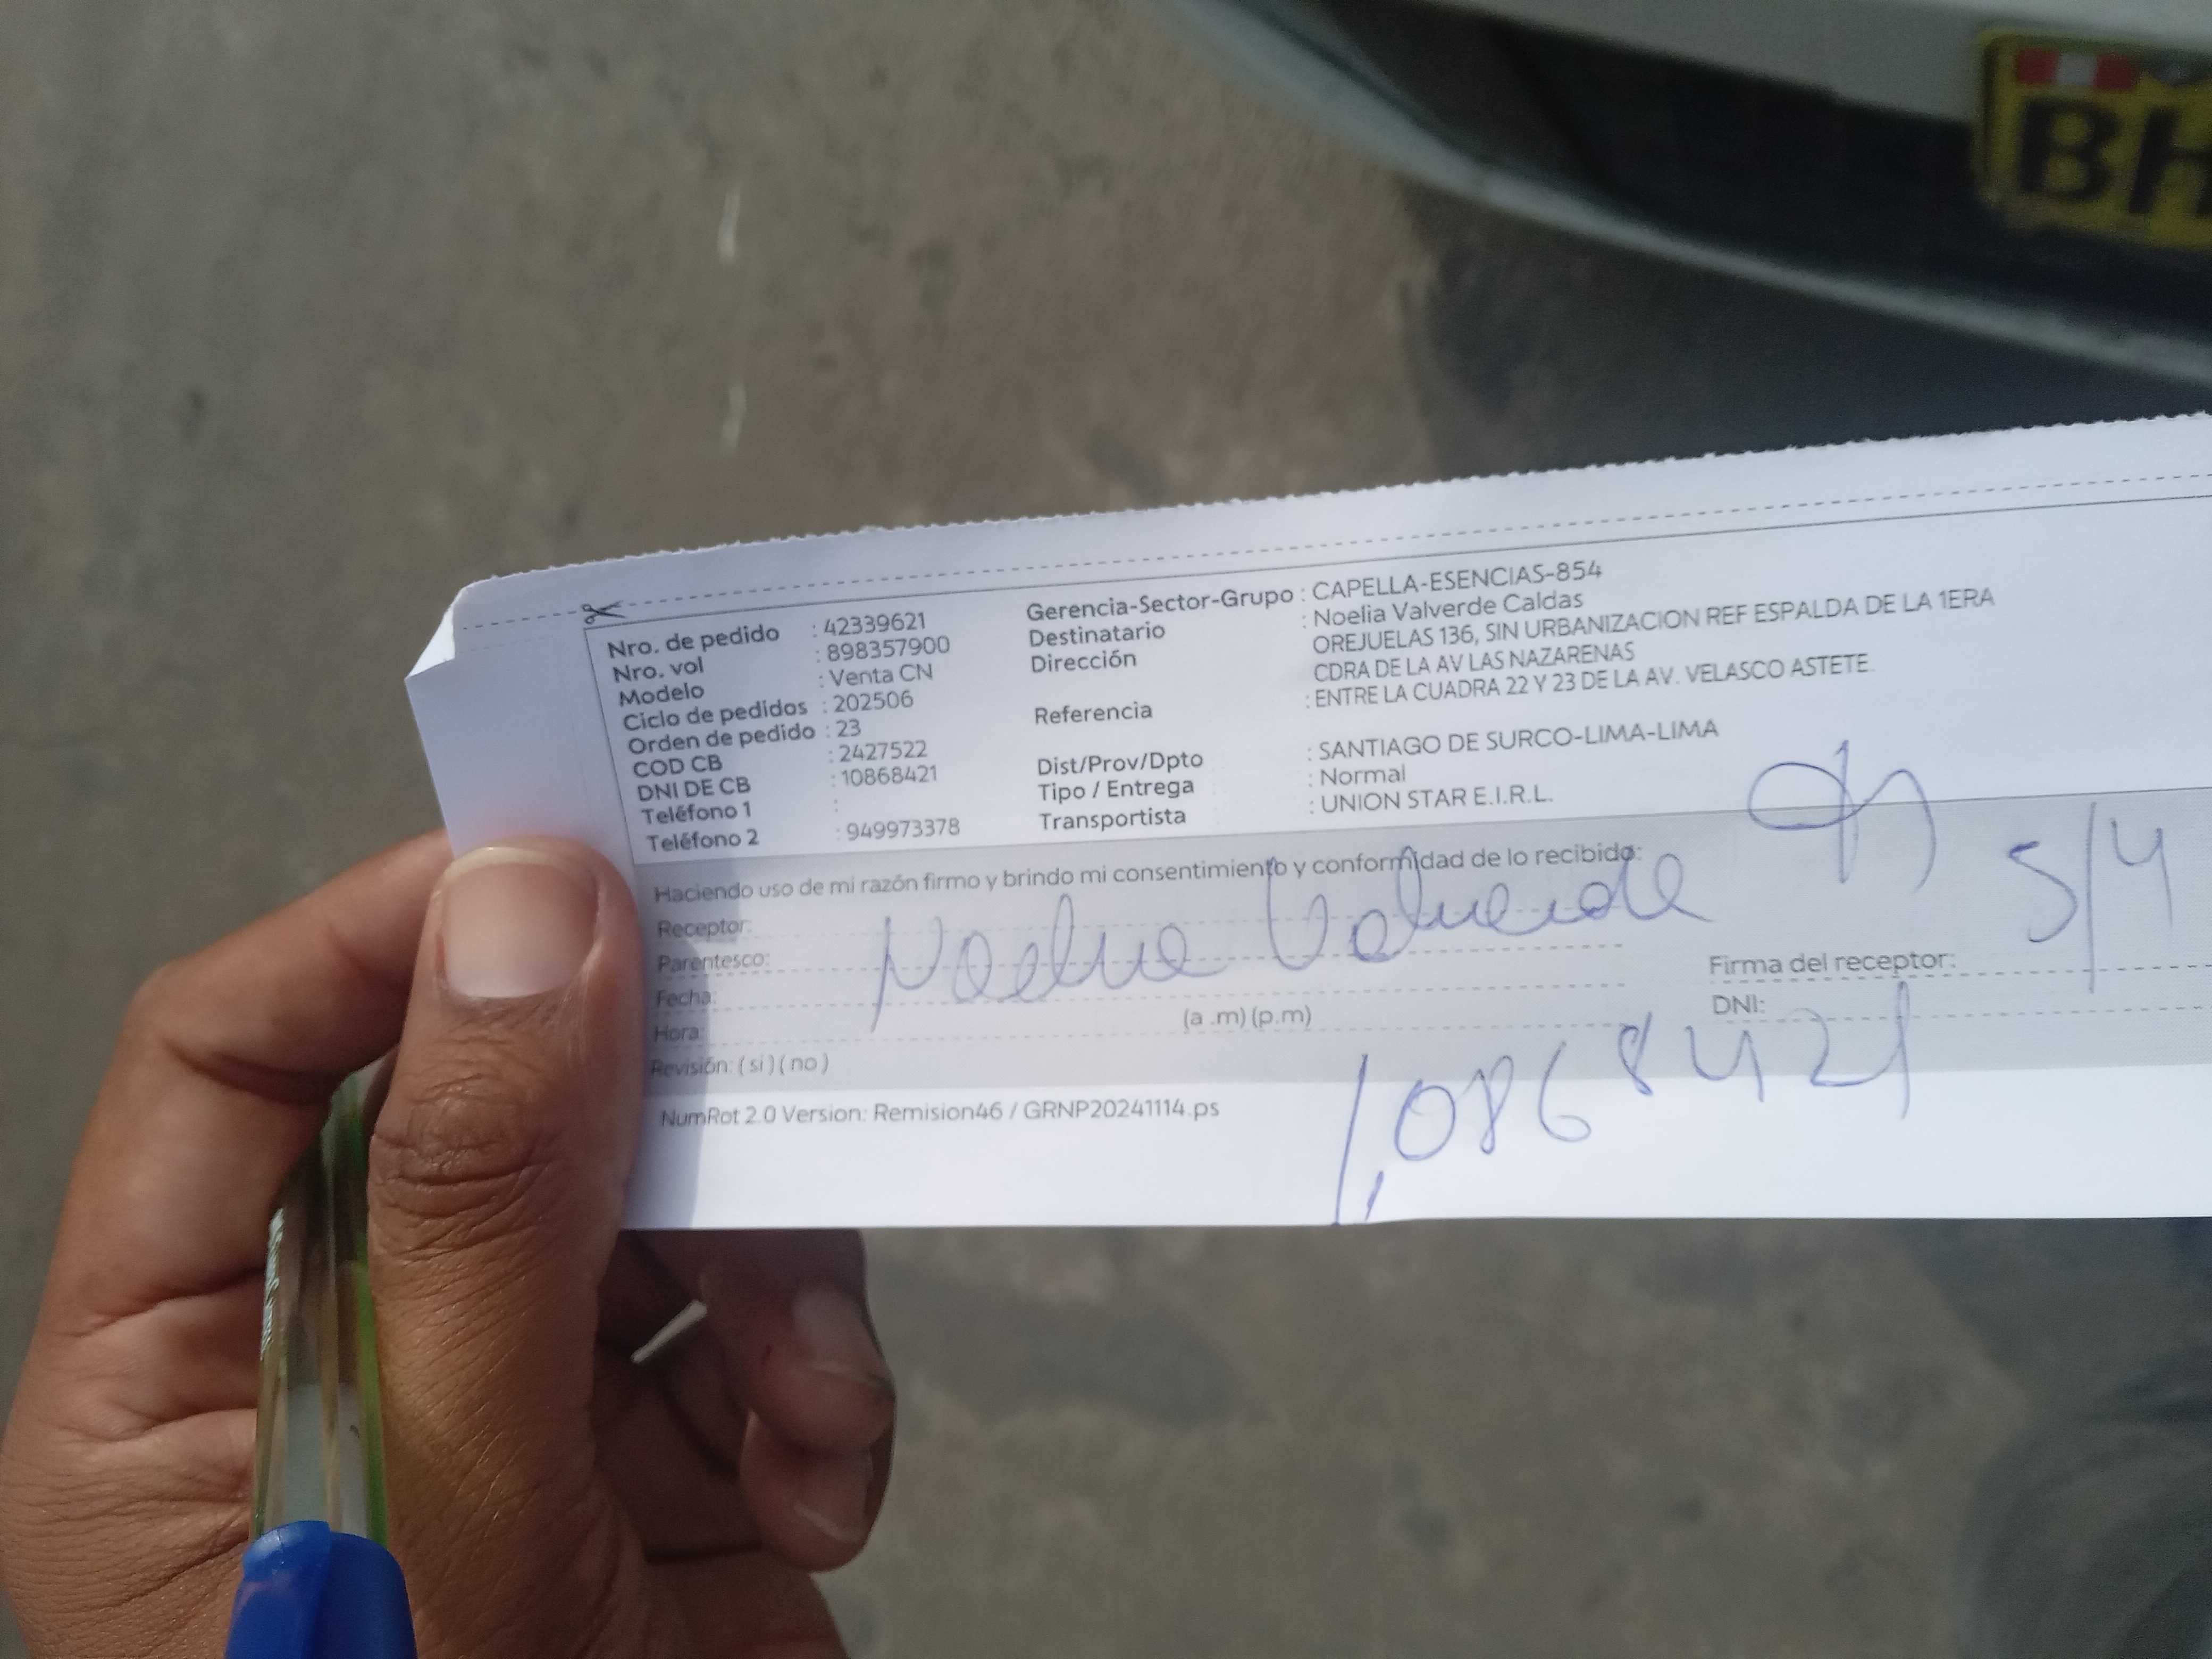 BH
Nro. de pedido : 42339621
Nro. vol : 898357900
Modelo : Venta CN
Ciclo de pedidos : 202506
Orden de pedido : 23
COD CB : 2427522
DNI DE CB : 10868421
Teléfono 1 :
Teléfono 2 : 949973378
Gerencia-Sector-Grupo : CAPELLA-ESENCIAS-854
Destinatario : Noelia Valverde Caldas
Dirección OREJUELAS 136, SIN URBANIZACION REF ESPALDA DE LA 1ERA
CDRA DE LA AV LAS NAZARENAS
Referencia : ENTRE LA CUADRA 22 Y 23 DE LA AV. VELASCO ASTETE
Dist/Prov/Dpto : SANTIAGO DE SURCO-LIMA-LIMA
Tipo / Entrega : Normal
Transportista : UNION STAR E.I.R.L.
Haciendo uso de mi razón firmo y brindo mi consentimiento y conformidad de lo recibido:
Receptor: Noelia Valverde
Parentesco:
Fecha:
Hora: (a .m) (p.m)
Revisión: ( si ) ( no )
5/4
Firma del receptor:
DNI:
10868421
NumRot 2.0 Version: Remision46 / GRNP20241114.ps